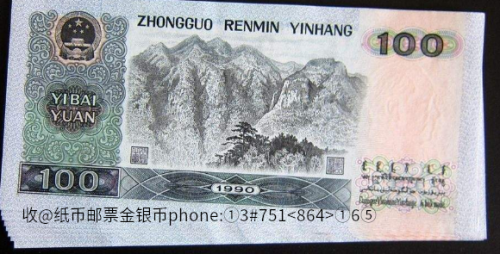 ZHONGGUO RENMIN YINHANG
100
YIBAI
YUAN
100
1990
收@纸币邮票金银币phone:①3#751<864>①6⑤